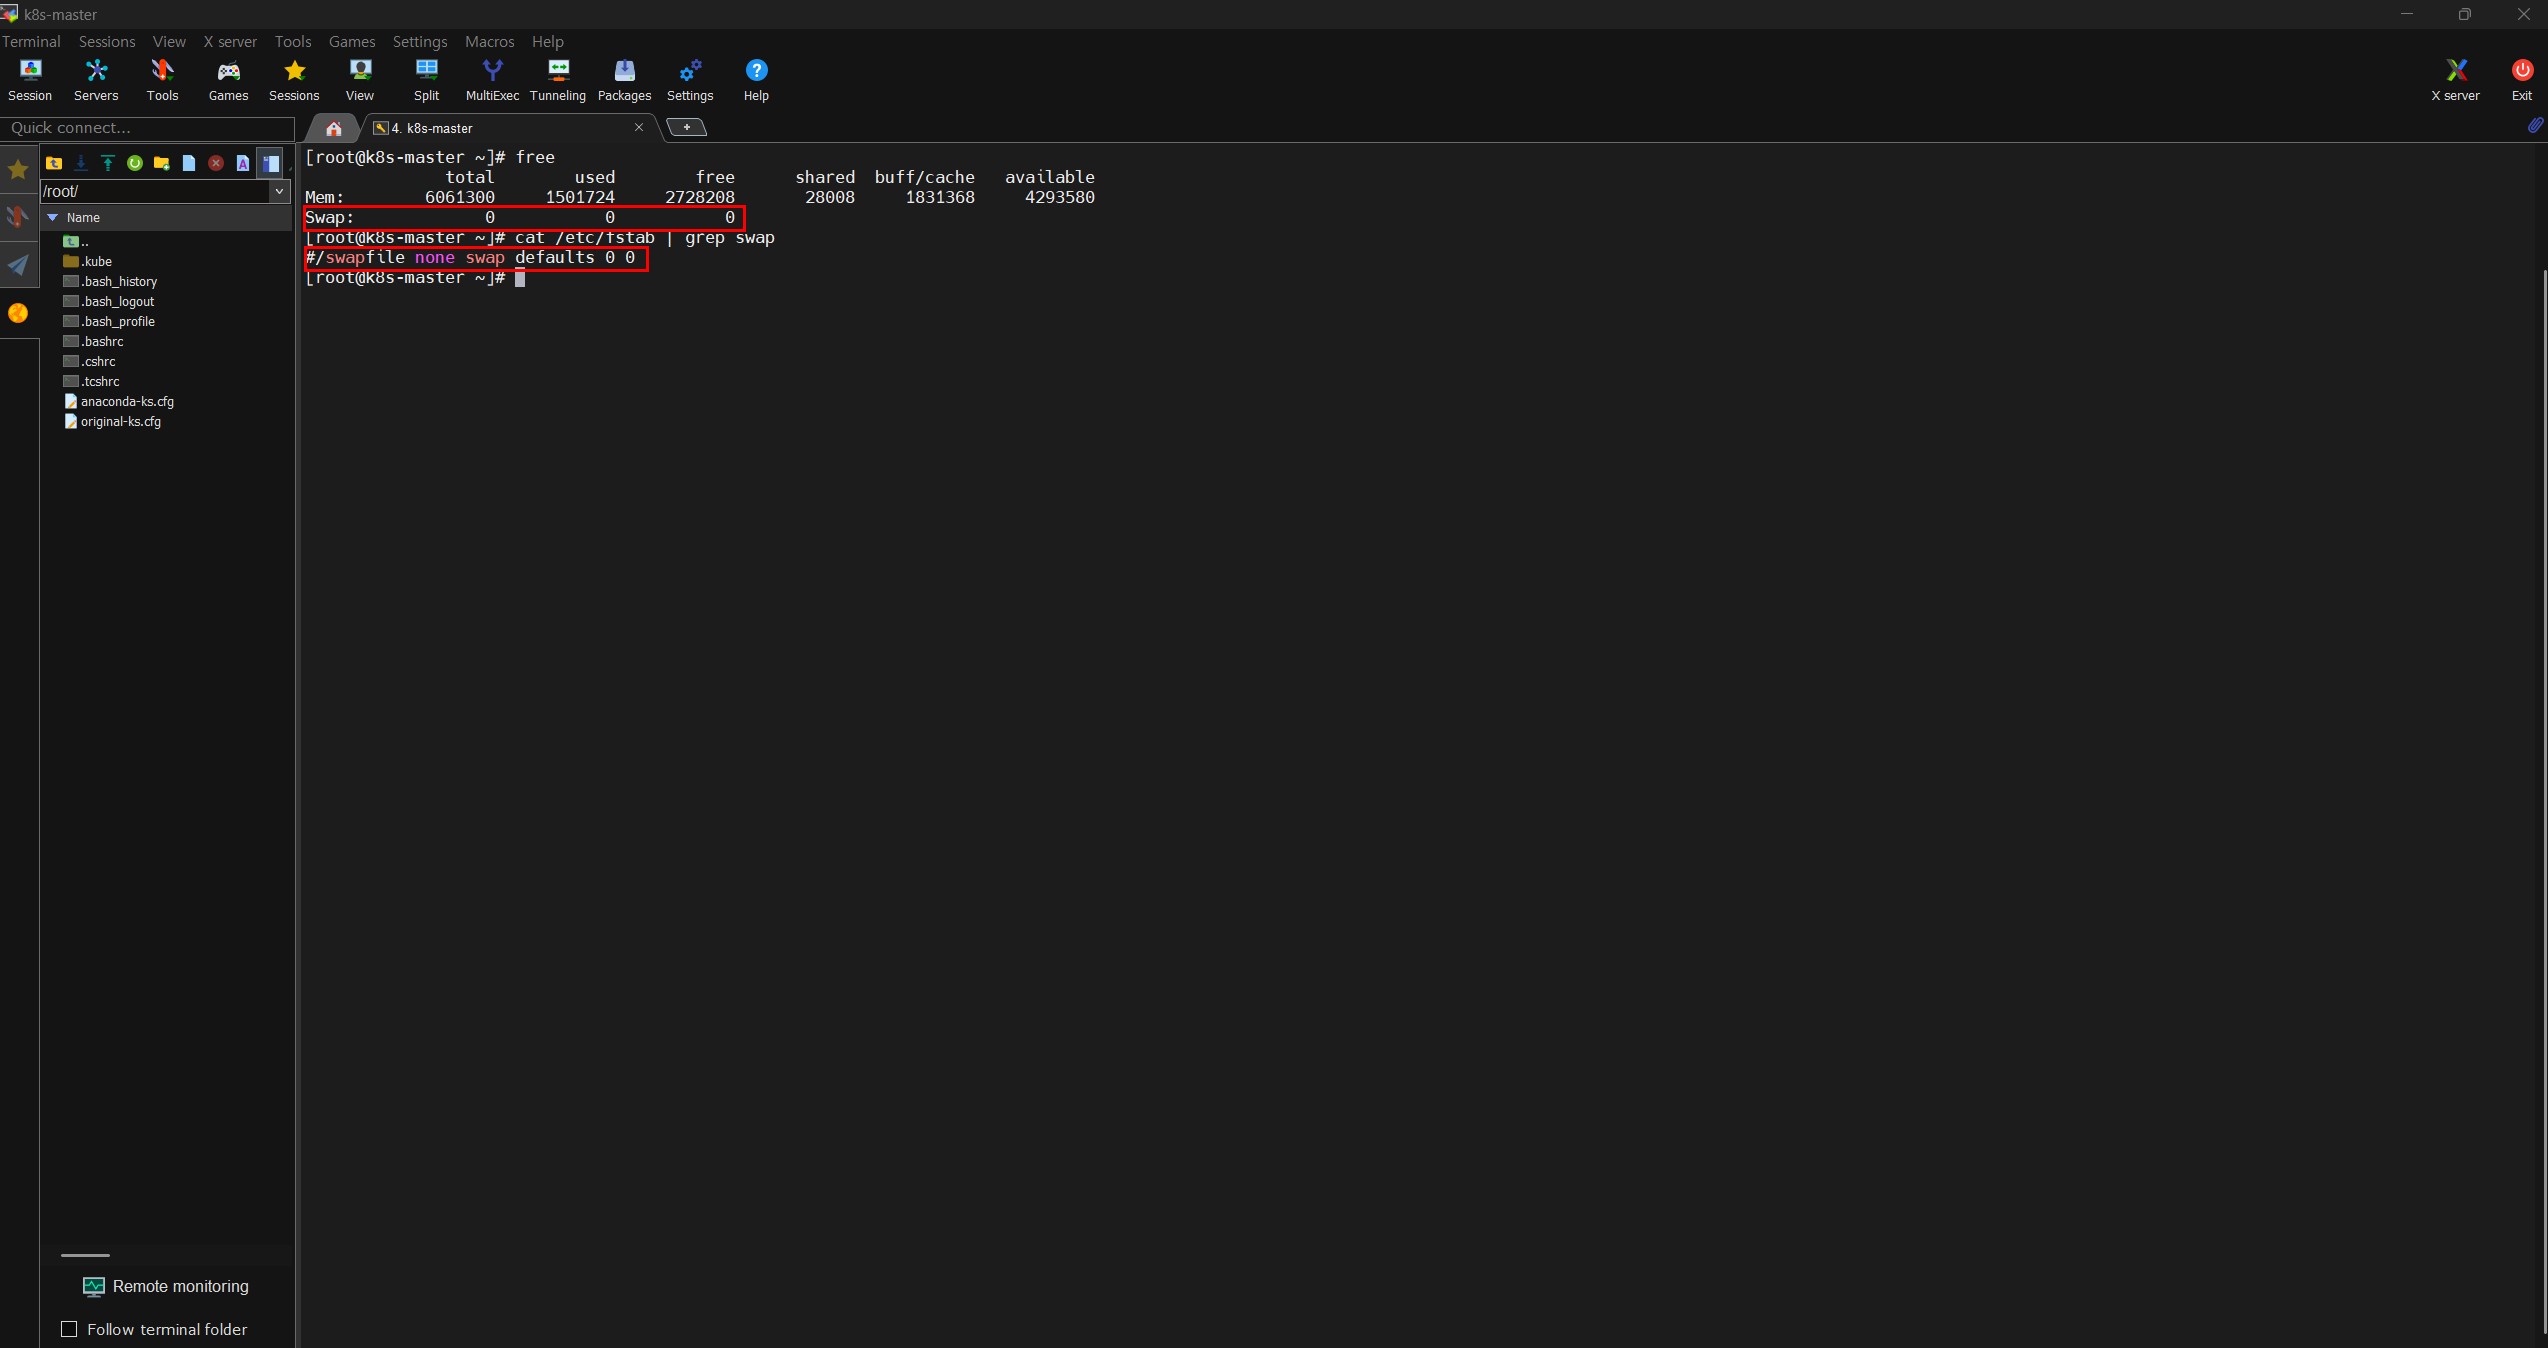 k8s-master
Terminal Sessions View X server Tools Games Settings Macros Help
Session Servers Tools Games Sessions View Split MultiExec Tunneling Packages Settings Help X server Exit
Quick connect...
4. k8s-master
/root/
Name
..
.kube
.bash_history
.bash_logout
.bash_profile
.bashrc
.cshrc
.tcshrc
anaconda-ks.cfg
original-ks.cfg
[root@k8s-master ~]# free
total used free shared buff/cache available
Mem: 6061300 1501724 2728208 28008 1831368 4293580
Swap: 0 0 0
[root@k8s-master ~]# cat /etc/fstab | grep swap
#/swapfile none swap defaults 0 0
[root@k8s-master ~]#
Remote monitoring
Follow terminal folder